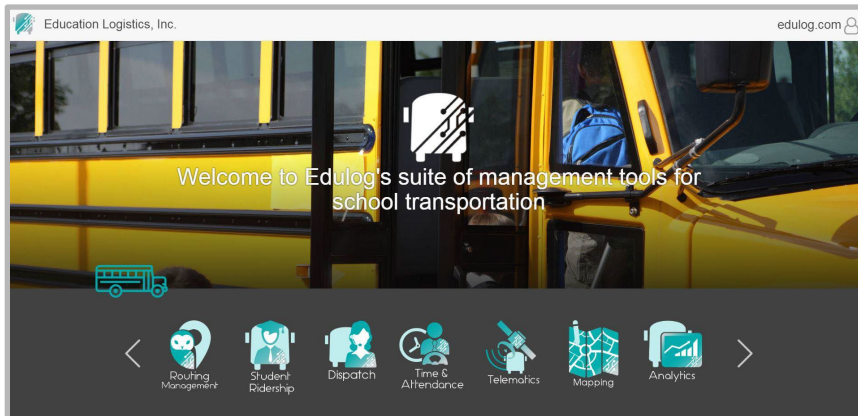 Education Logistics, Inc.
edulog.com
Welcome to Edulog's suite of management tools for
school transportation
Routing
Management
Student
Ridership
Dispatch
Time &
Attendance
Telematics
Mapping
Analytics